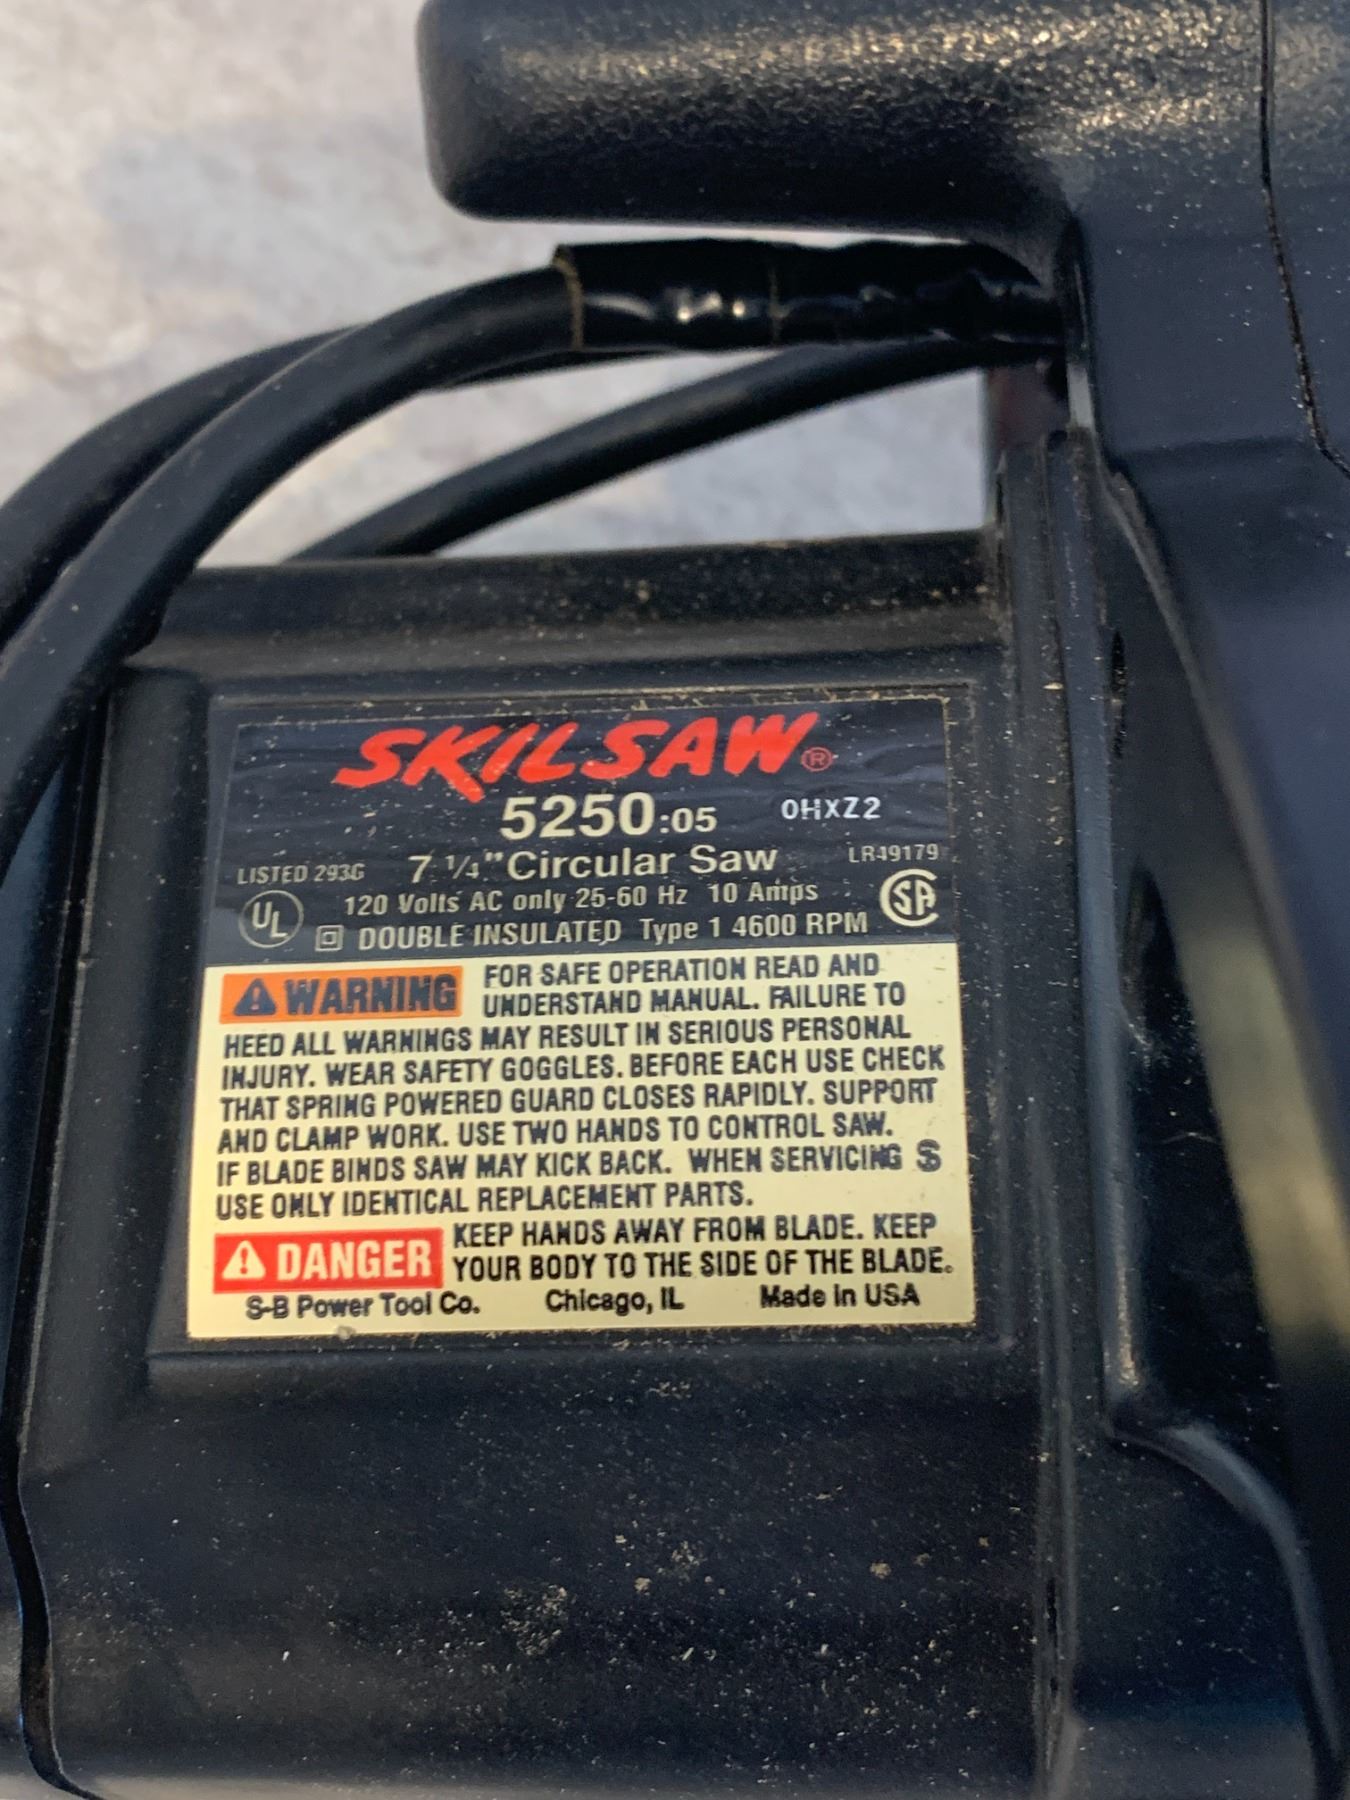 SKILSAW®
5250:05 0HXZ2
LISTED 293G 7 1/4" Circular Saw LR49179
UL 120 Volts AC only 25-60 Hz 10 Amps SA
DOUBLE INSULATED Type 1 4600 RPM
WARNING FOR SAFE OPERATION READ AND
UNDERSTAND MANUAL. FAILURE TO
HEED ALL WARNINGS MAY RESULT IN SERIOUS PERSONAL
INJURY. WEAR SAFETY GOGGLES. BEFORE EACH USE CHECK
THAT SPRING POWERED GUARD CLOSES RAPIDLY. SUPPORT
AND CLAMP WORK. USE TWO HANDS TO CONTROL SAW.
IF BLADE BINDS SAW MAY KICK BACK. WHEN SERVICING S
USE ONLY IDENTICAL REPLACEMENT PARTS.
DANGER KEEP HANDS AWAY FROM BLADE. KEEP
YOUR BODY TO THE SIDE OF THE BLADE.
S-B Power Tool Co. Chicago, IL Made in USA